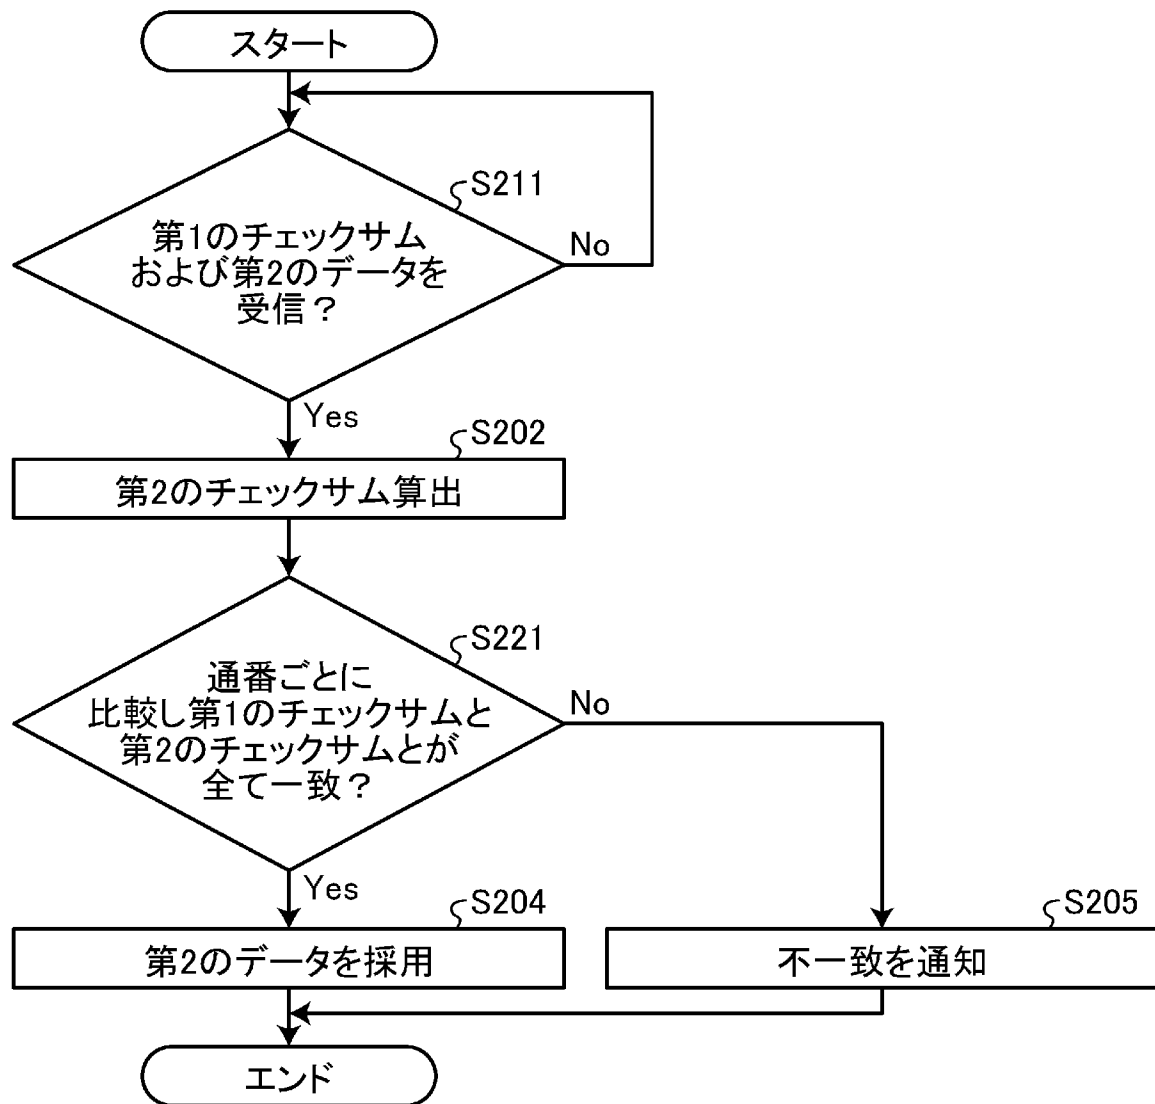 スタート
S211
第1のチェックサム
および第2のデータを
受信?
No
Yes
S202
第2のチェックサム算出
S221
通番ごとに
比較し第1のチェックサムと
第2のチェックサムとが
全て一致?
No
Yes
S204
第2のデータを採用
S205
不一致を通知
エンド